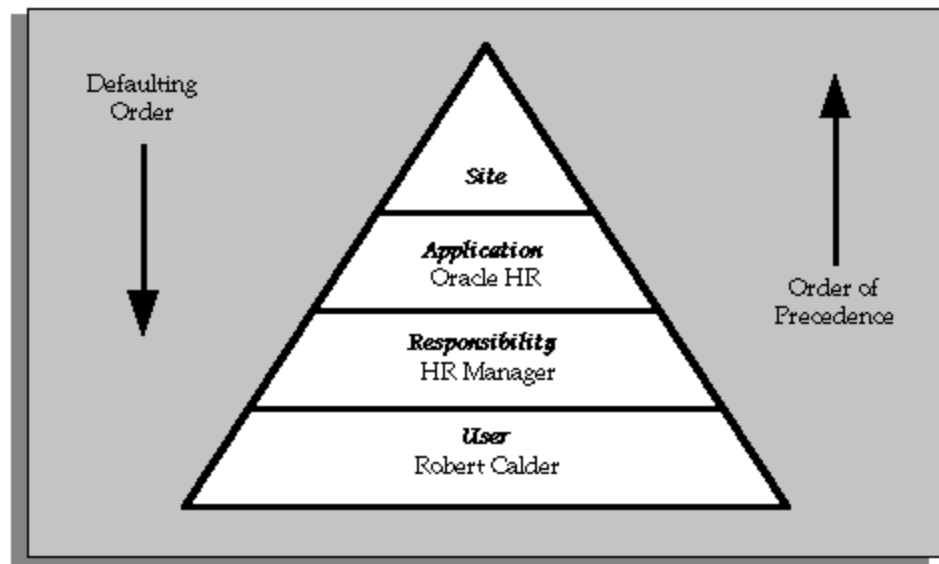 Defaulting
Order
Site
Application
Oracle HR
Responsibility
HR Manager
User
Robert Calder
Order of
Precedence